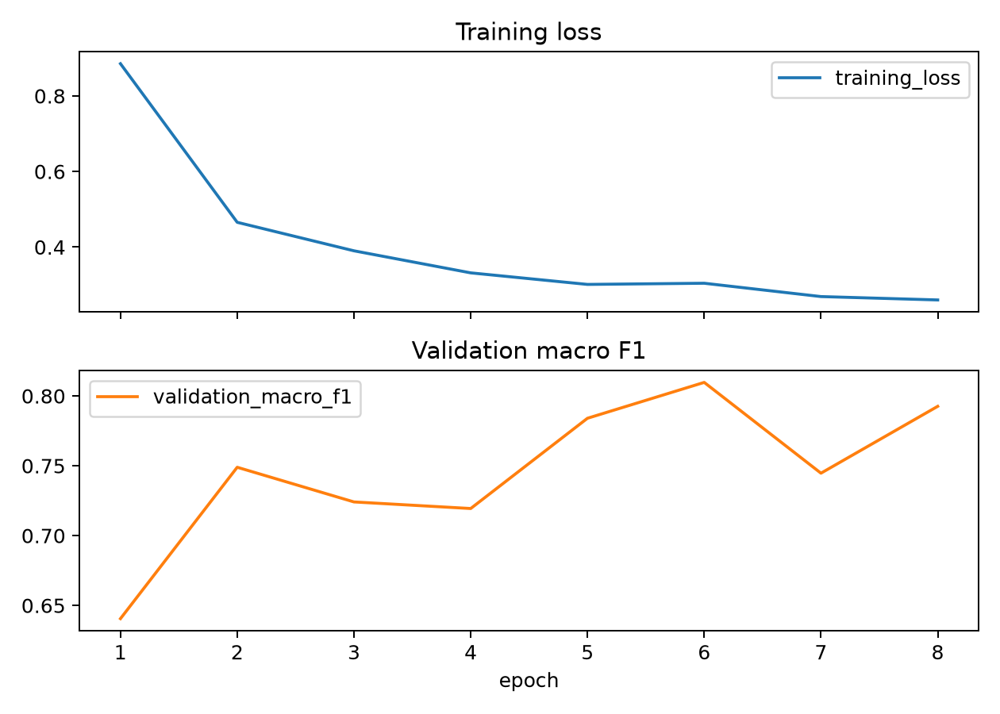 Training loss
training_loss
0.8
0.6
0.4
Validation macro F1
validation_macro_f1
0.80
0.75
0.70
0.65
1 2 3 4 5 6 7 8
epoch